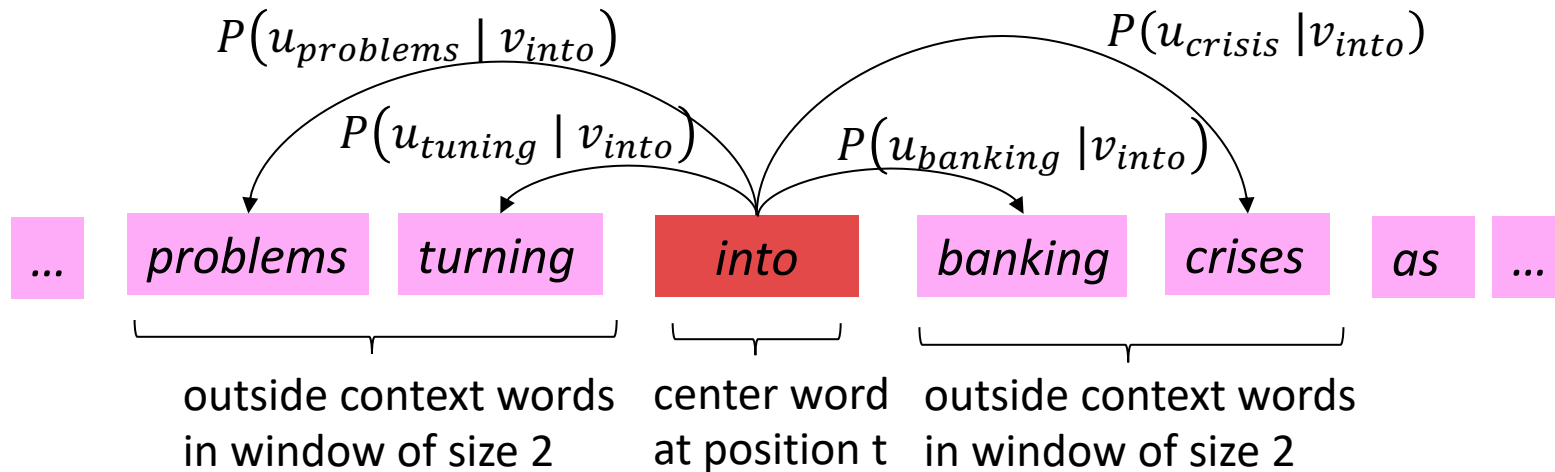 P(u_problems | v_into)
P(u_crisis |v_into)
P(u_tuning | v_into)
P(u_banking |v_into)
... problems turning into banking crises as ...
outside context words center word outside context words
in window of size 2 at position t in window of size 2